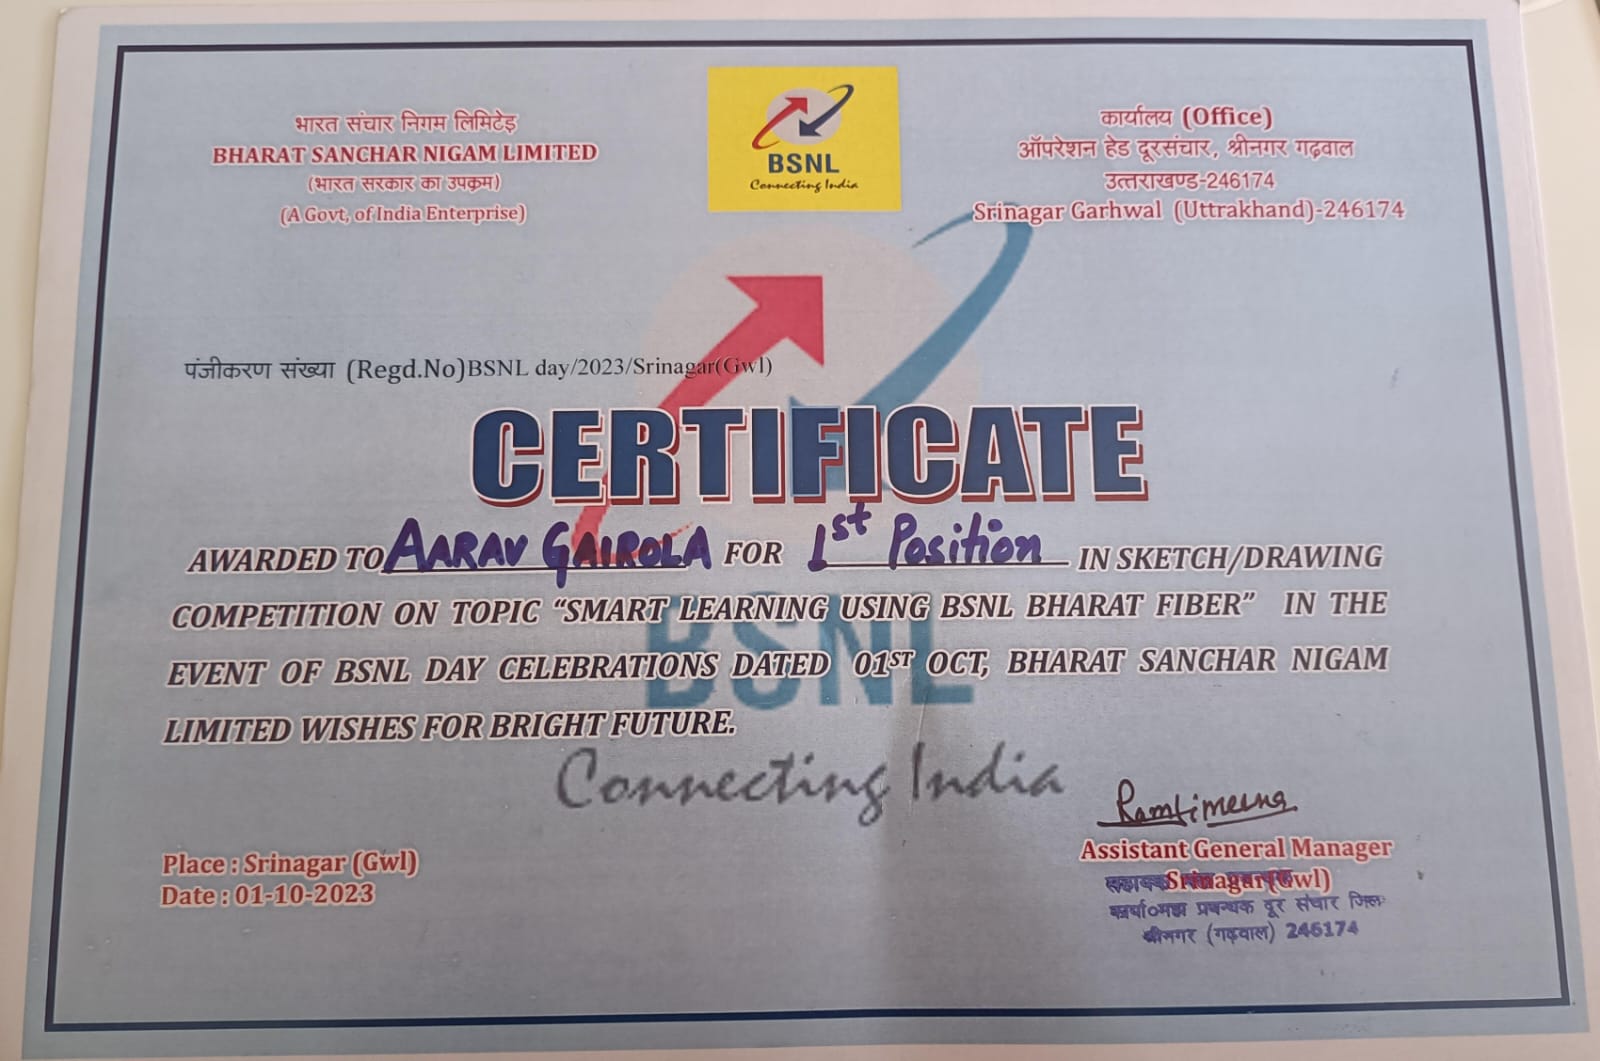 भारत संचार निगम लिमिटेड़
BHARAT SANCHAR NIGAM LIMITED
(भारत सरकार का उपक्रम)
(A Govt, of India Enterprise)
BSNL
Connecting India
कार्यालय (Office)
ऑपरेशन हेड दूरसंचार, श्रीनगर गढ़वाल
उत्तराखण्ड-246174
Srinagar Garhwal (Uttrakhand)-246174
पंजीकरण संख्या (Regd.No)BSNL day/2023/Srinagar(Gwl)
CERTIFICATE
AWARDED TO AARAV GAIROLA FOR 1st Position IN SKETCH/DRAWING
COMPETITION ON TOPIC “SMART LEARNING USING BSNL BHARAT FIBER” IN THE
EVENT OF BSNL DAY CELEBRATIONS DATED 01ST OCT, BHARAT SANCHAR NIGAM
LIMITED WISHES FOR BRIGHT FUTURE.
BSNL
Connecting India
Place : Srinagar (Gwl)
Date : 01-10-2023
Assistant General Manager
Srinagar(Gwl)
प्रबन्धक दूर संचार जिला
श्रीनगर (गढ़वाल) 246174